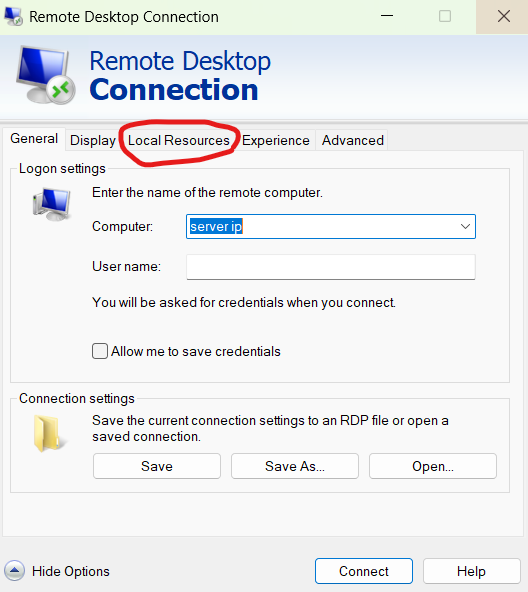 Remote Desktop Connection
Remote Desktop
Connection
General Display Local Resources Experience Advanced
Logon settings
Enter the name of the remote computer.
Computer: server ip
User name:
You will be asked for credentials when you connect.
Allow me to save credentials
Connection settings
Save the current connection settings to an RDP file or open a
saved connection.
Save Save As... Open...
Hide Options Connect Help